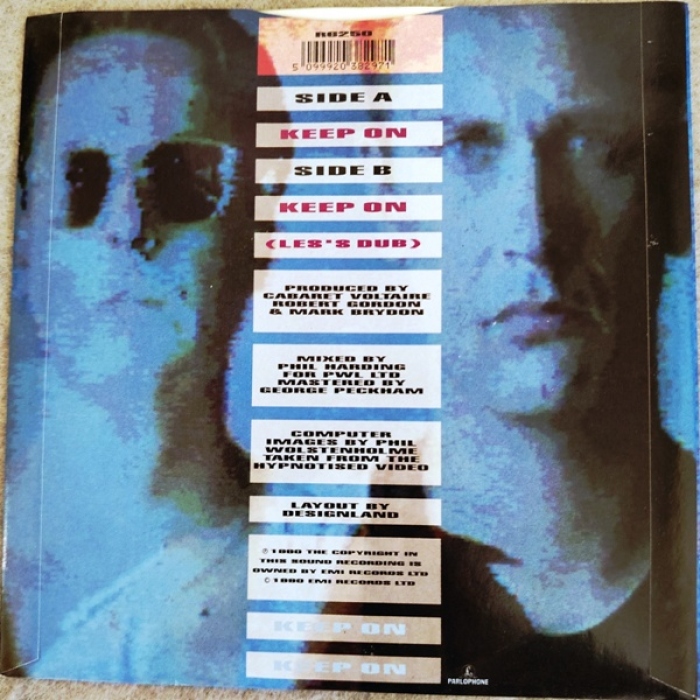 R6250
5 099920 382971
SIDE A
KEEP ON
SIDE B
KEEP ON
(LES'S DUB)
PRODUCED BY
CABARET VOLTAIRE
ROBERT GORDON
& MARK BRYDON
MIXED BY
PHIL HARDING
FOR PWL LTD
MASTERED BY
GEORGE PECKHAM
COMPUTER
IMAGES BY PHIL
WOLSTENHOLME
TAKEN FROM THE
HYPNOTISED VIDEO
LAYOUT BY
DESIGNLAND
℗ 1990 THE COPYRIGHT IN
THIS SOUND RECORDING IS
OWNED BY EMI RECORDS LTD
© 1990 EMI RECORDS LTD
KEEP ON
KEEP ON
PARLOPHONE